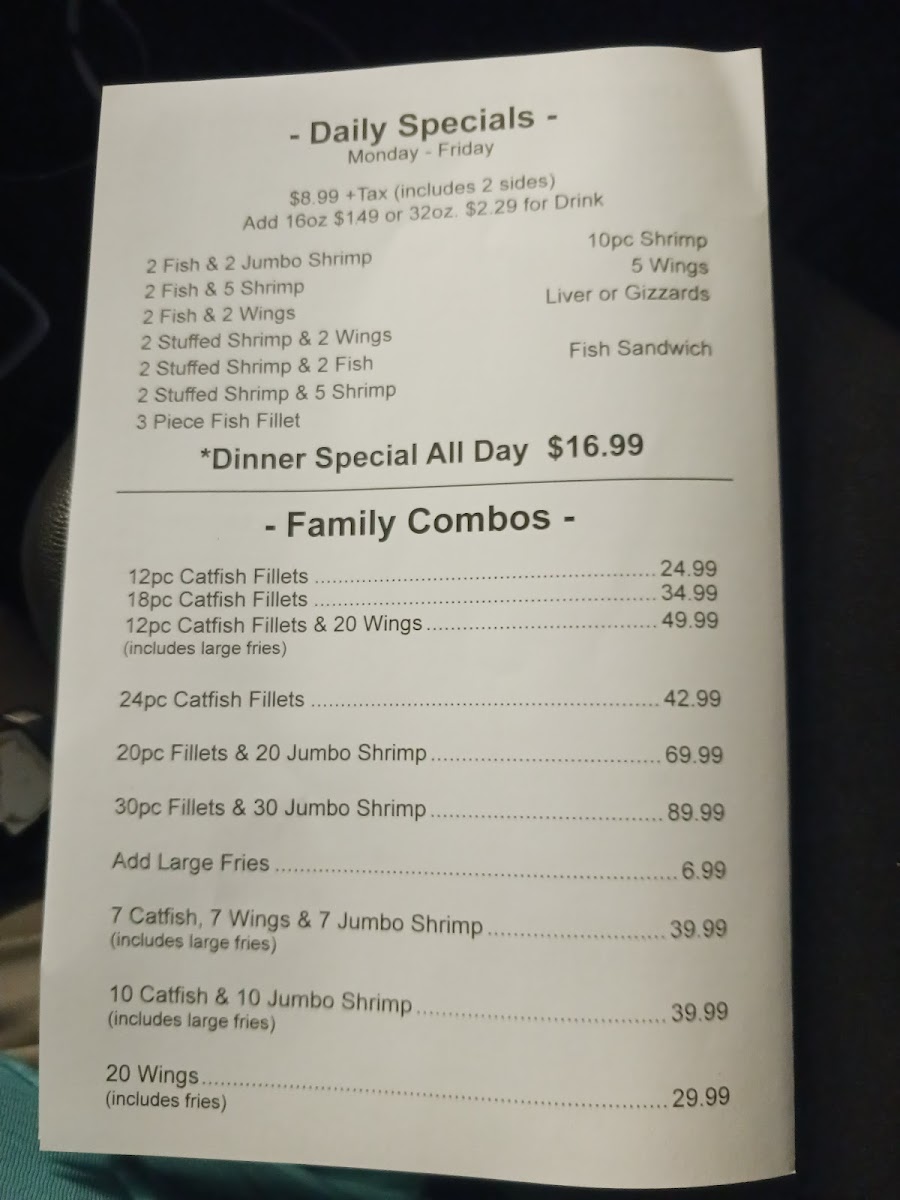 - Daily Specials -
Monday - Friday
$8.99 +Tax (includes 2 sides)
Add 16oz $1.49 or 32oz. $2.29 for Drink
2 Fish & 2 Jumbo Shrimp
2 Fish & 5 Shrimp
2 Fish & 2 Wings
2 Stuffed Shrimp & 2 Wings
2 Stuffed Shrimp & 2 Fish
2 Stuffed Shrimp & 5 Shrimp
3 Piece Fish Fillet
10pc Shrimp
5 Wings
Liver or Gizzards
Fish Sandwich
*Dinner Special All Day $16.99
- Family Combos -
12pc Catfish Fillets ........ 24.99
18pc Catfish Fillets ........ 34.99
12pc Catfish Fillets & 20 Wings ........ 49.99
(includes large fries)
24pc Catfish Fillets ........ 42.99
20pc Fillets & 20 Jumbo Shrimp ........ 69.99
30pc Fillets & 30 Jumbo Shrimp ........ 89.99
Add Large Fries ........ 6.99
7 Catfish, 7 Wings & 7 Jumbo Shrimp ........ 39.99
(includes large fries)
10 Catfish & 10 Jumbo Shrimp ........ 39.99
(includes large fries)
20 Wings ........ 29.99
(includes fries)